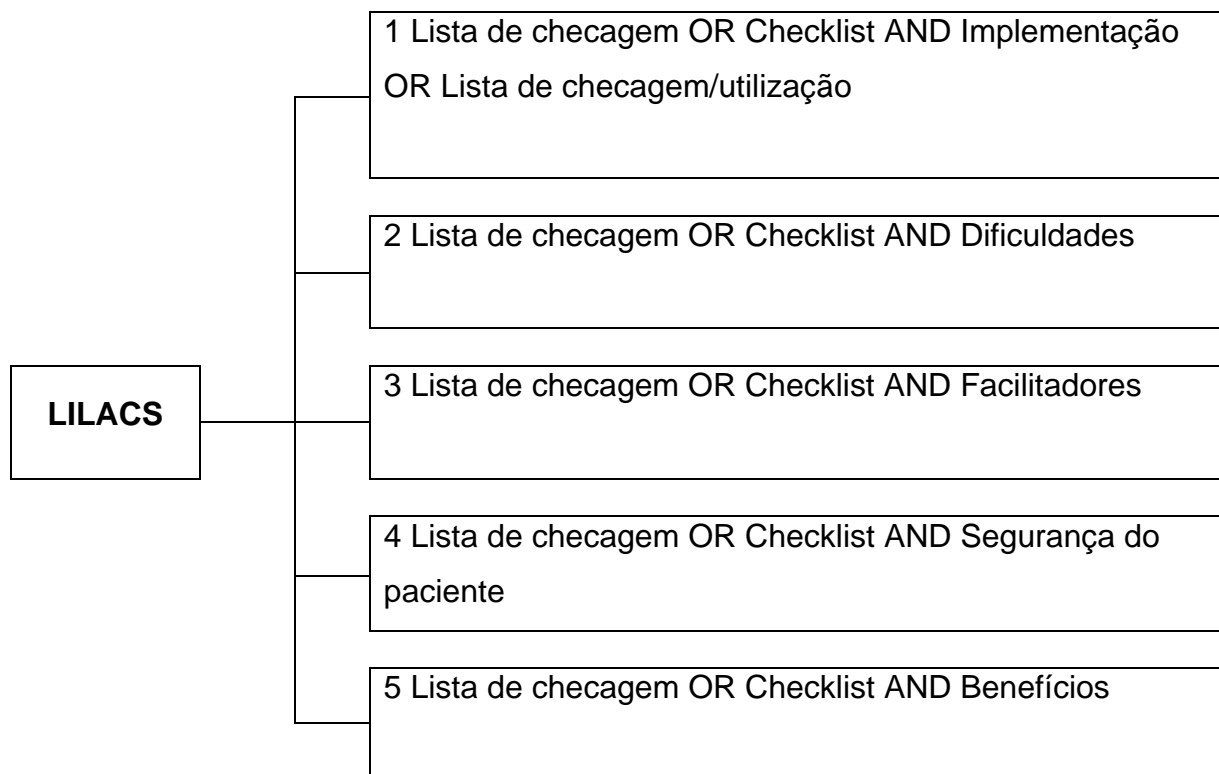 1 Lista de checagem OR Checklist AND Implementação
OR Lista de checagem/utilização
2 Lista de checagem OR Checklist AND Dificuldades
LILACS
3 Lista de checagem OR Checklist AND Facilitadores
4 Lista de checagem OR Checklist AND Segurança do
paciente
5 Lista de checagem OR Checklist AND Benefícios